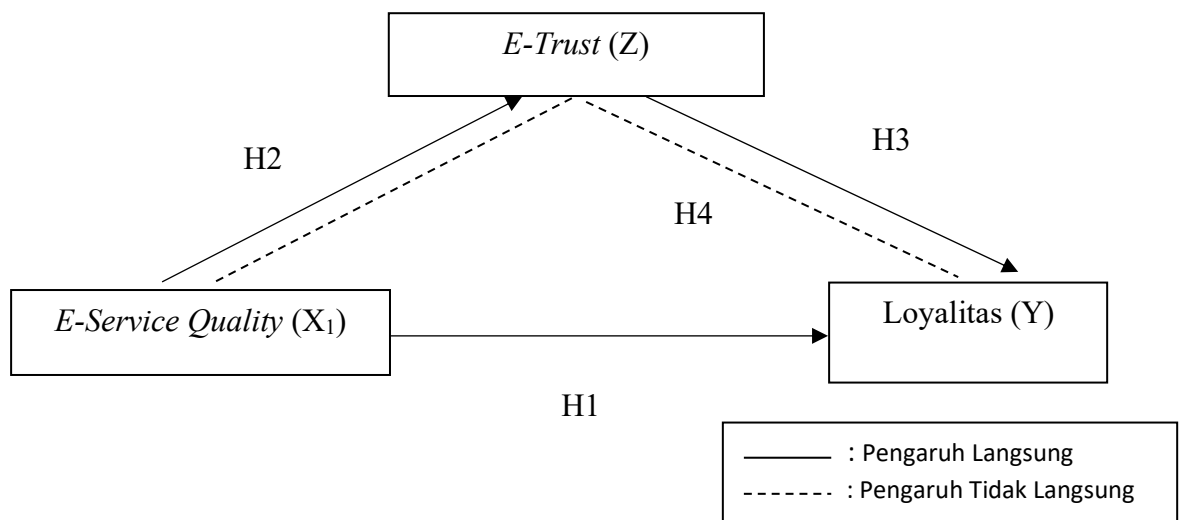 E-Trust (Z)
H2
H3
H4
E-Service Quality (X₁)
Loyalitas (Y)
H1
: Pengaruh Langsung
: Pengaruh Tidak Langsung